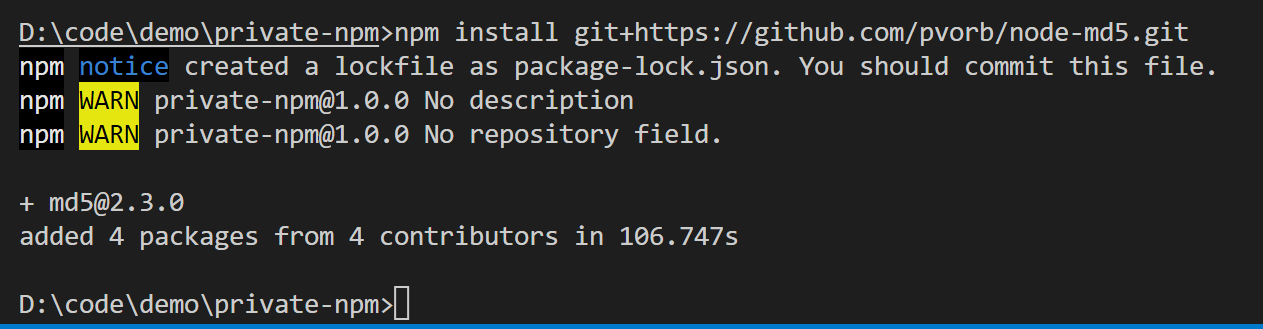 D:\code\demo\private-npm>npm install git+https://github.com/pvorb/node-md5.git
npm notice created a lockfile as package-lock.json. You should commit this file.
npm WARN private-npm@1.0.0 No description
npm WARN private-npm@1.0.0 No repository field.
+ md5@2.3.0
added 4 packages from 4 contributors in 106.747s
D:\code\demo\private-npm>